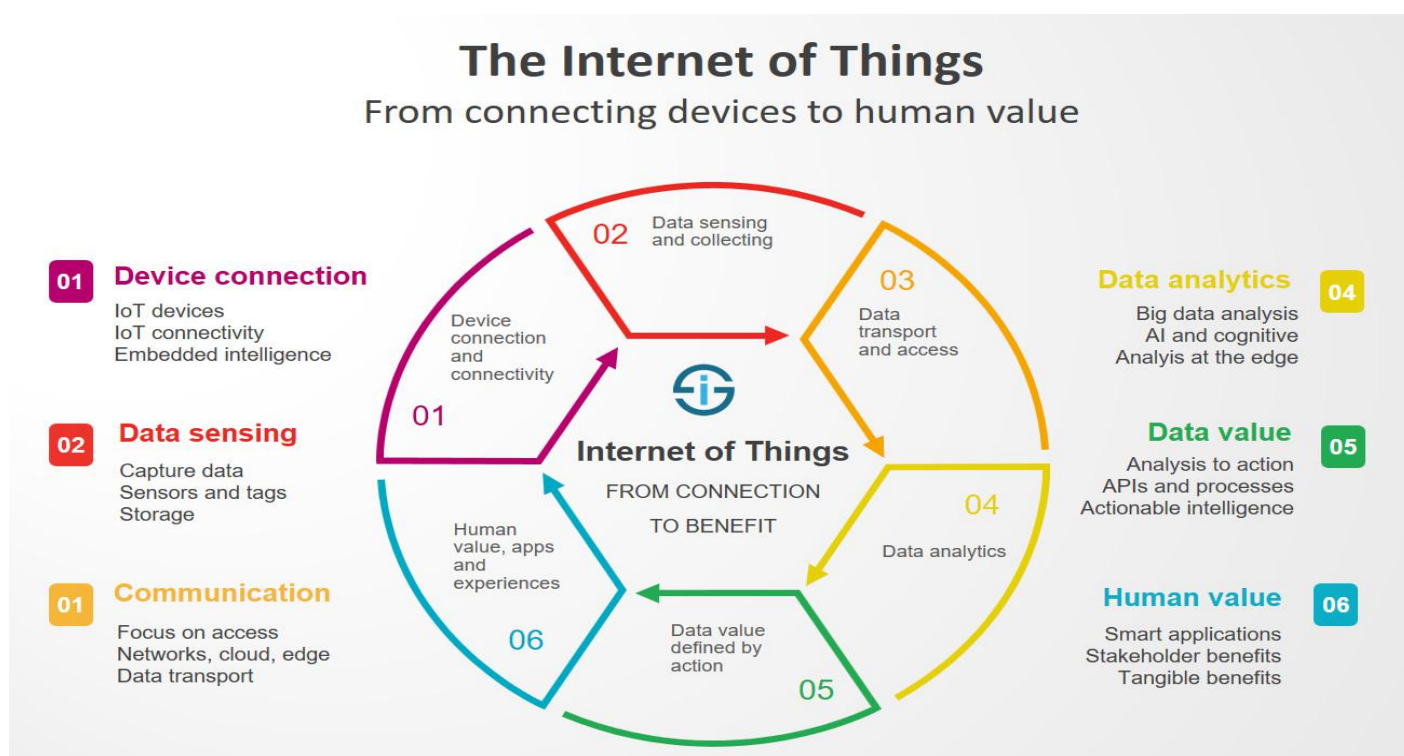 The Internet of Things
From connecting devices to human value
01
Device connection
IoT devices
IoT connectivity
Embedded intelligence
02
Data sensing
Capture data
Sensors and tags
Storage
01
Communication
Focus on access
Networks, cloud, edge
Data transport
02
Data sensing
and collecting
03
Data
transport
and access
Device
connection
and
connectivity
01
Internet of Things
FROM CONNECTION
TO BENEFIT
04
Data analytics
Human
value, apps
and
experiences
06
Data value
defined by
action
05
Data analytics
04
Big data analysis
AI and cognitive
Analyis at the edge
Data value
05
Analysis to action
APIs and processes
Actionable intelligence
Human value
06
Smart applications
Stakeholder benefits
Tangible benefits